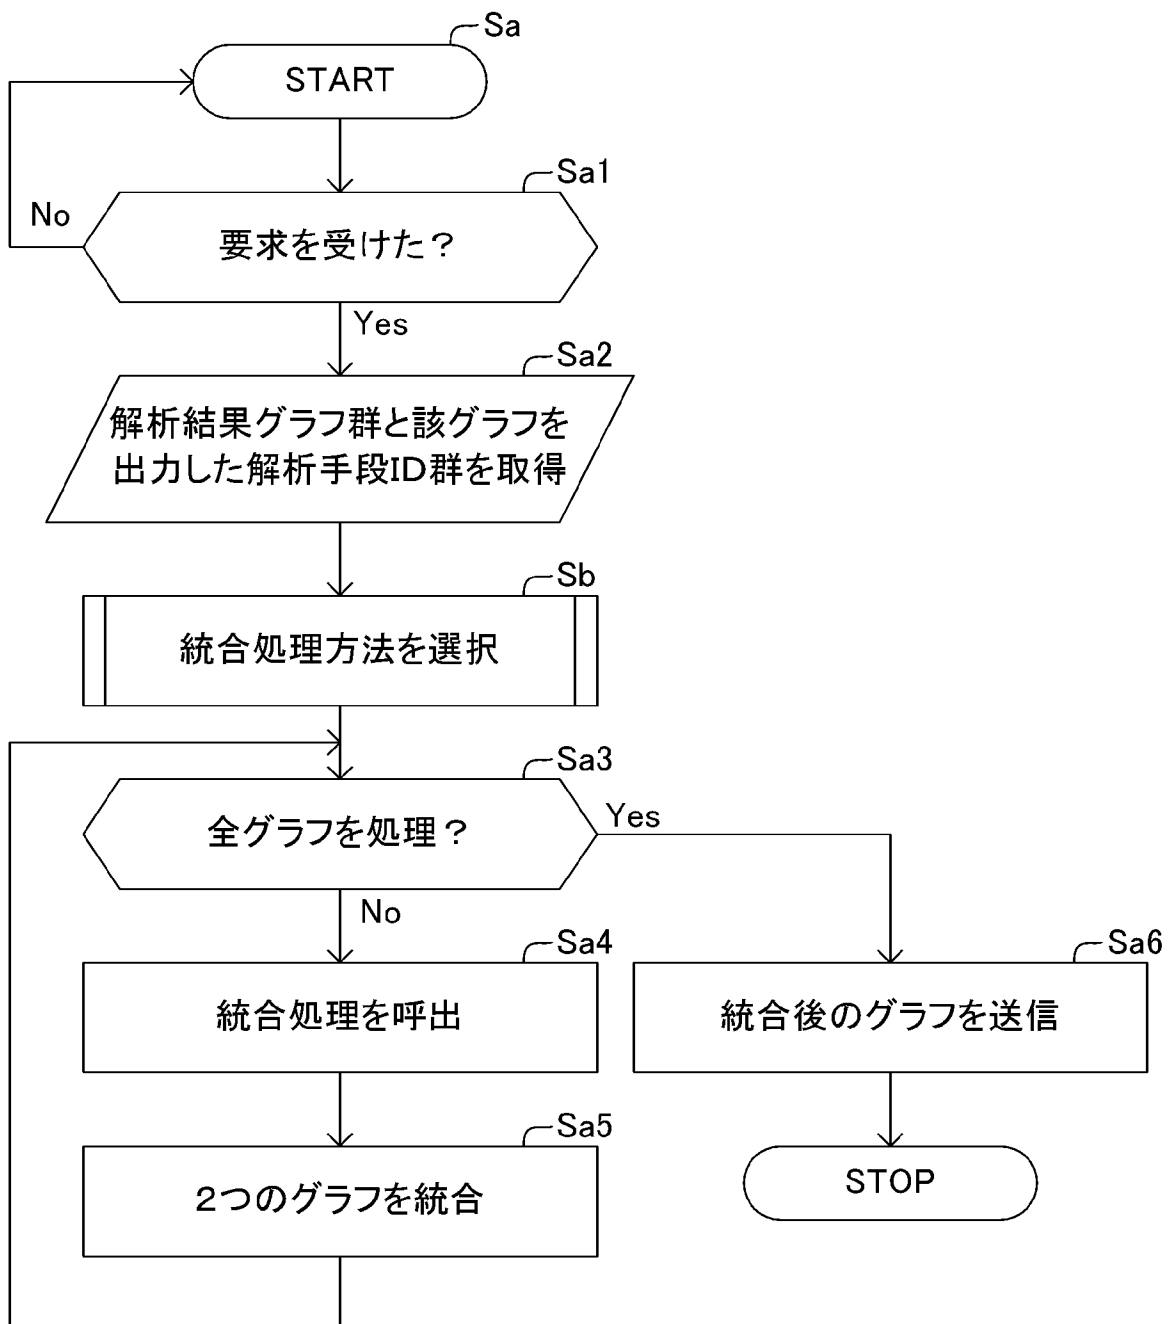 Sa
START
Sa1
No
要求を受けた？
Yes
Sa2
解析結果グラフ群と該グラフを
出力した解析手段ID群を取得
Sb
統合処理方法を選択
Sa3
全グラフを処理？
Yes
No
Sa4
統合処理を呼出
Sa6
統合後のグラフを送信
Sa5
２つのグラフを統合
STOP